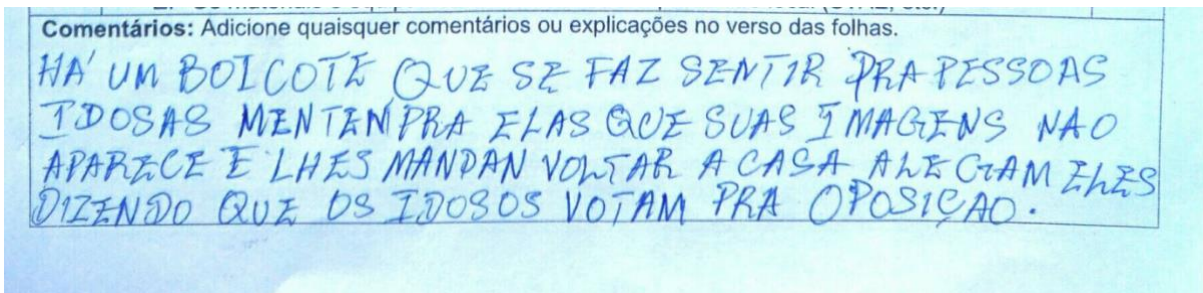 Comentários: Adicione quaisquer comentários ou explicações no verso das folhas.
HÁ UM BOICOTE QUE SE FAZ SENTIR PRA PESSOAS
IDOSAS MENTEM PRA ELAS QUE SUAS IMAGENS NAO
APARECE E LHES MANDAN VOLTAR A CASA ALEGAM ELES
DIZENDO QUE OS IDOSOS VOTAM PRA OPOSIÇAO.